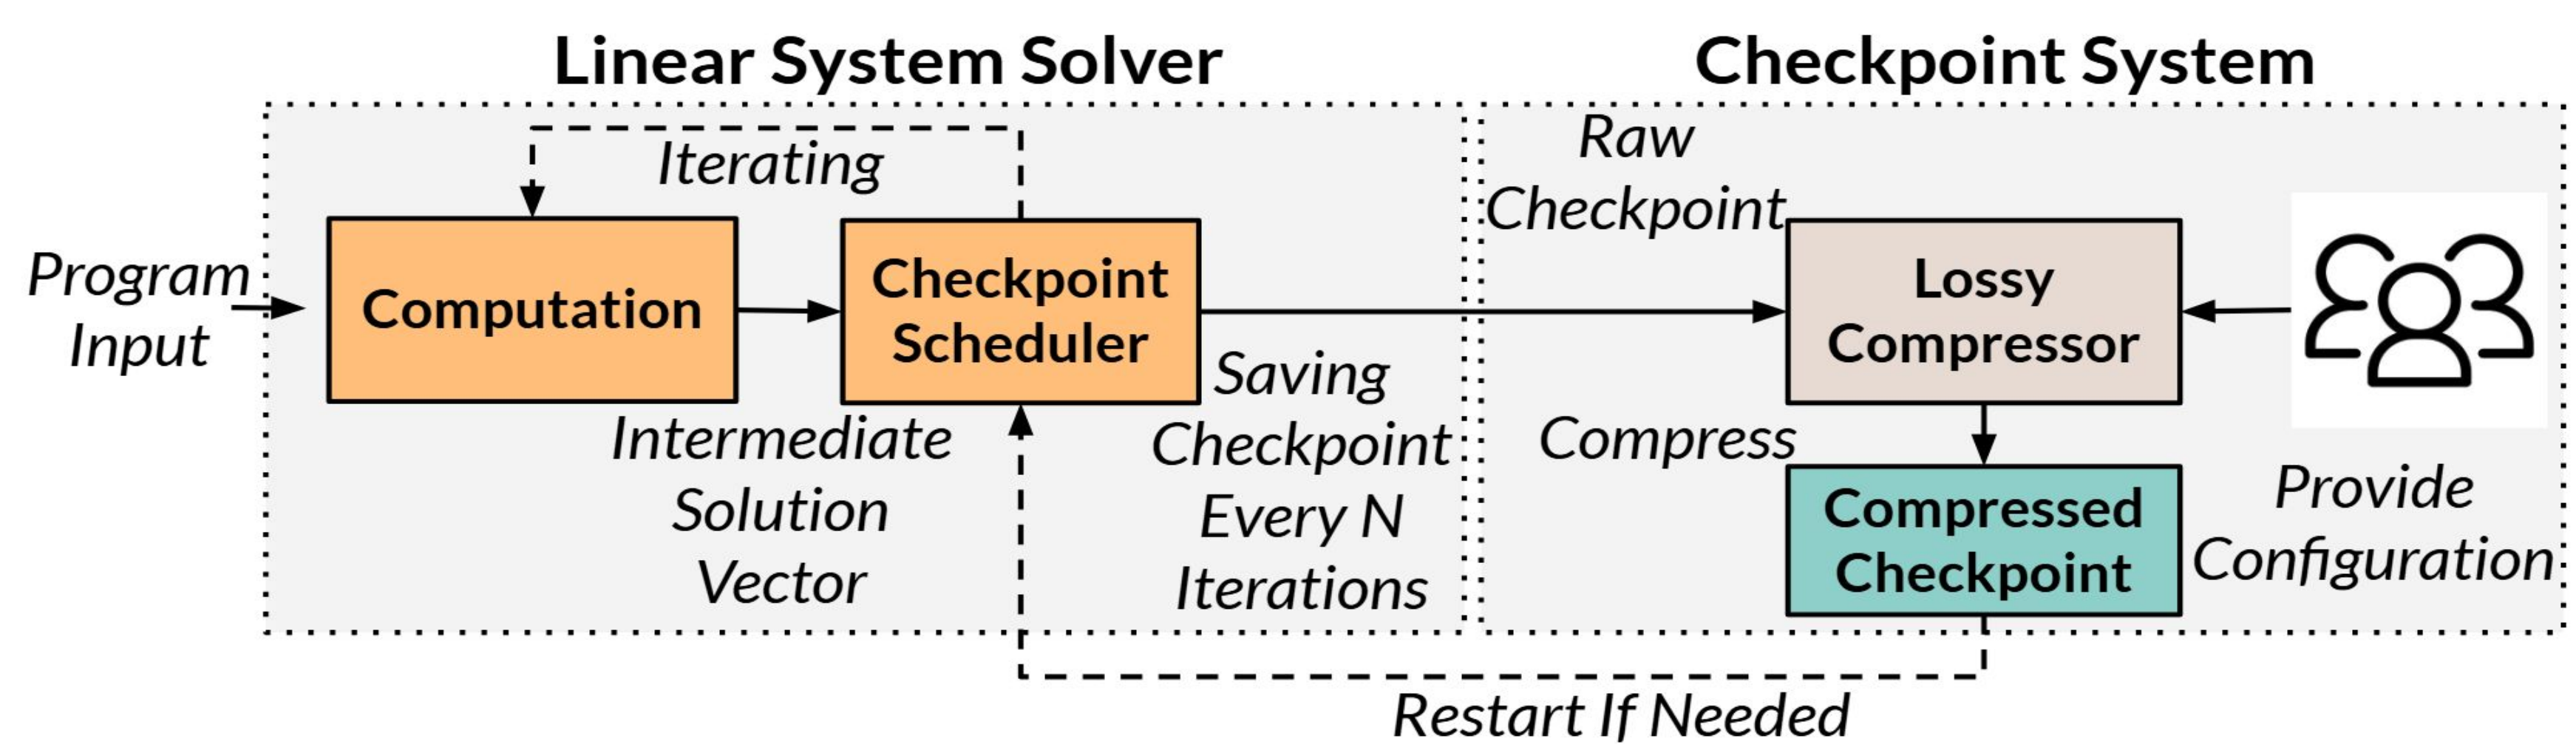 Linear System Solver
Checkpoint System
Iterating
Raw
Checkpoint
Program
Input
Computation
Checkpoint
Scheduler
Lossy
Compressor
Intermediate
Solution
Vector
Saving
Checkpoint
Every N
Iterations
Compress
Compressed
Checkpoint
Provide
Configuration
Restart If Needed